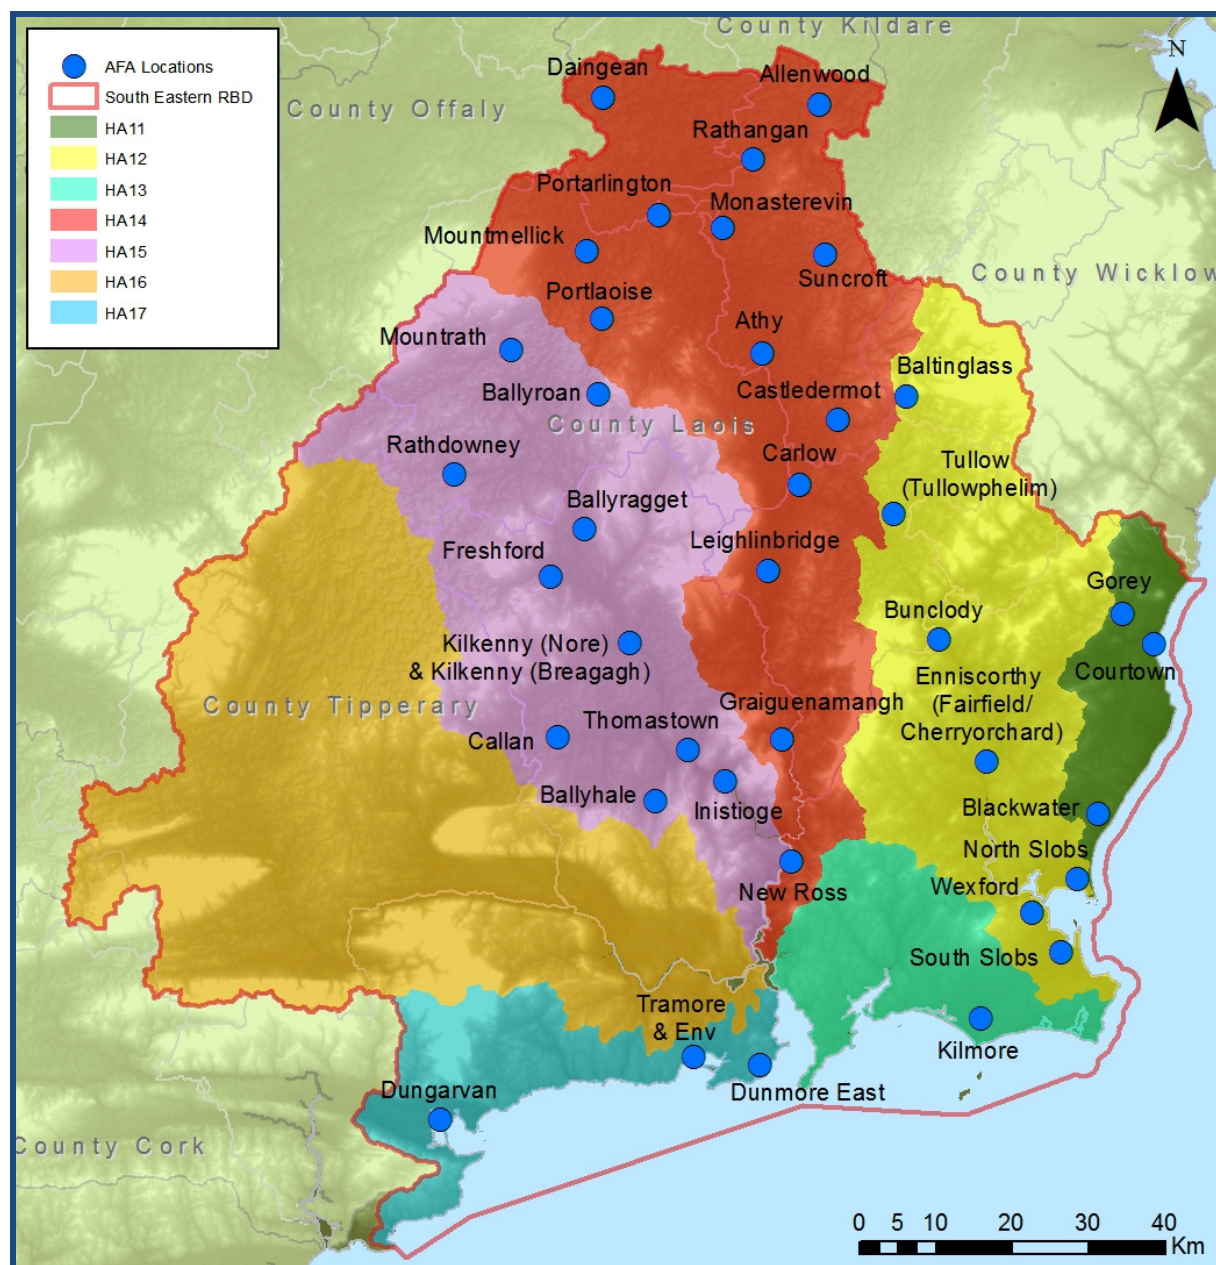 County Kildare
N
AFA Locations
South Eastern RBD
HA11
HA12
HA13
HA14
HA15
HA16
HA17
Daingean
Allenwood
County Offaly
Rathangan
Portarlington
Monasterevin
Mountmellick
Suncroft
County Wicklow
Portlaoise
Athy
Mountrath
Baltinglass
Ballyroan
Castledermot
County Laois
Rathdowney
Carlow
Tullow
(Tullowphelim)
Ballyragget
Freshford
Leighlinbridge
Gorey
Bunclody
Kilkenny (Nore)
& Kilkenny (Breagagh)
Courtown
Enniscorthy
(Fairfield/
Cherryorchard)
County Tipperary
Graiguenamangh
Thomastown
Callan
Ballyhale
Inistioge
Blackwater
North Slobs
New Ross
Wexford
South Slobs
Tramore
& Env
Kilmore
Dungarvan
Dunmore East
County Cork
0 5 10 20 30 40
Km